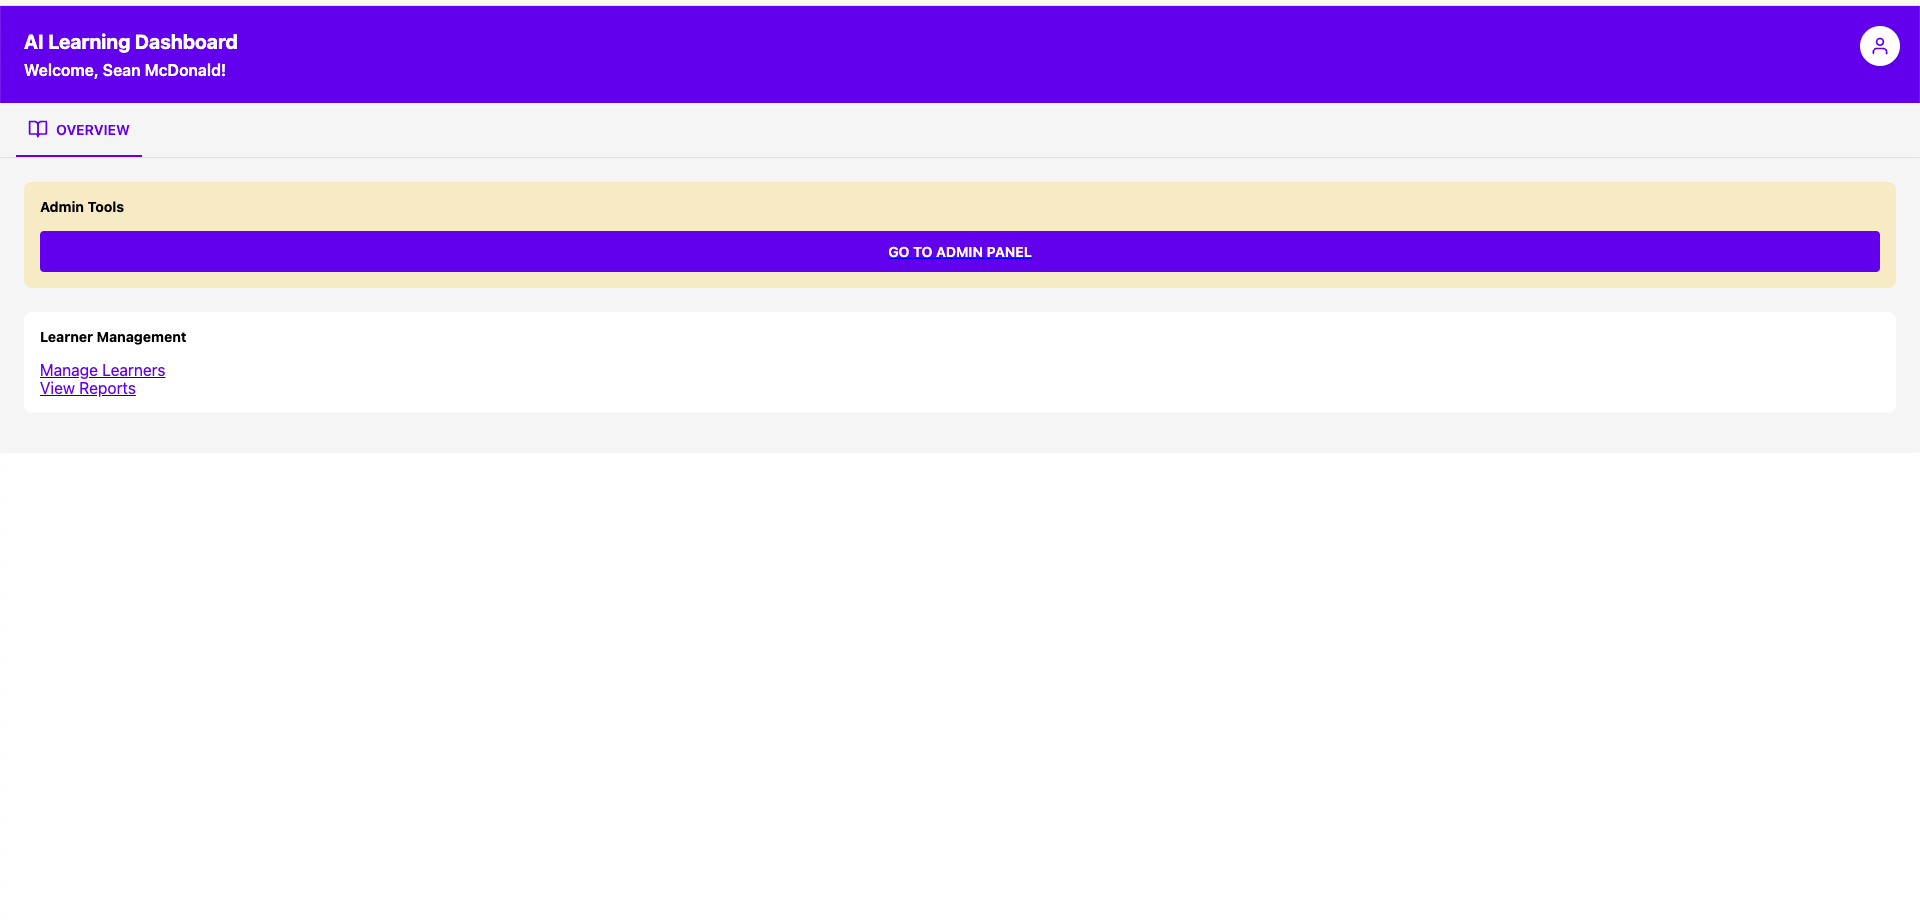 AI Learning Dashboard
Welcome, Sean McDonald!
OVERVIEW
Admin Tools
GO TO ADMIN PANEL
Learner Management
Manage Learners
View Reports